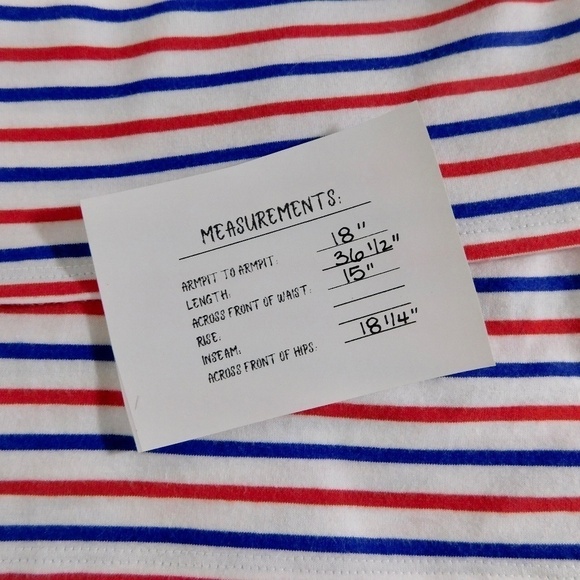 MEASUREMENTS:
ARMPIT TO ARMPIT: 18"
LENGTH: 36 1/2"
ACROSS FRONT OF WAIST: 15"
RISE:
INSEAM:
ACROSS FRONT OF HIPS: 18 1/4"